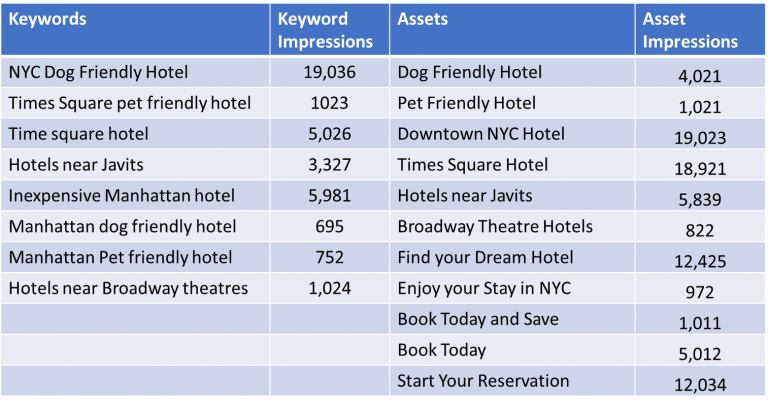 Keywords Keyword Impressions Assets Asset Impressions
NYC Dog Friendly Hotel 19,036 Dog Friendly Hotel 4,021
Times Square pet friendly hotel 1023 Pet Friendly Hotel 1,021
Time square hotel 5,026 Downtown NYC Hotel 19,023
Hotels near Javits 3,327 Times Square Hotel 18,921
Inexpensive Manhattan hotel 5,981 Hotels near Javits 5,839
Manhattan dog friendly hotel 695 Broadway Theatre Hotels 822
Manhattan Pet friendly hotel 752 Find your Dream Hotel 12,425
Hotels near Broadway theatres 1,024 Enjoy your Stay in NYC 972
Book Today and Save 1,011
Book Today 5,012
Start Your Reservation 12,034